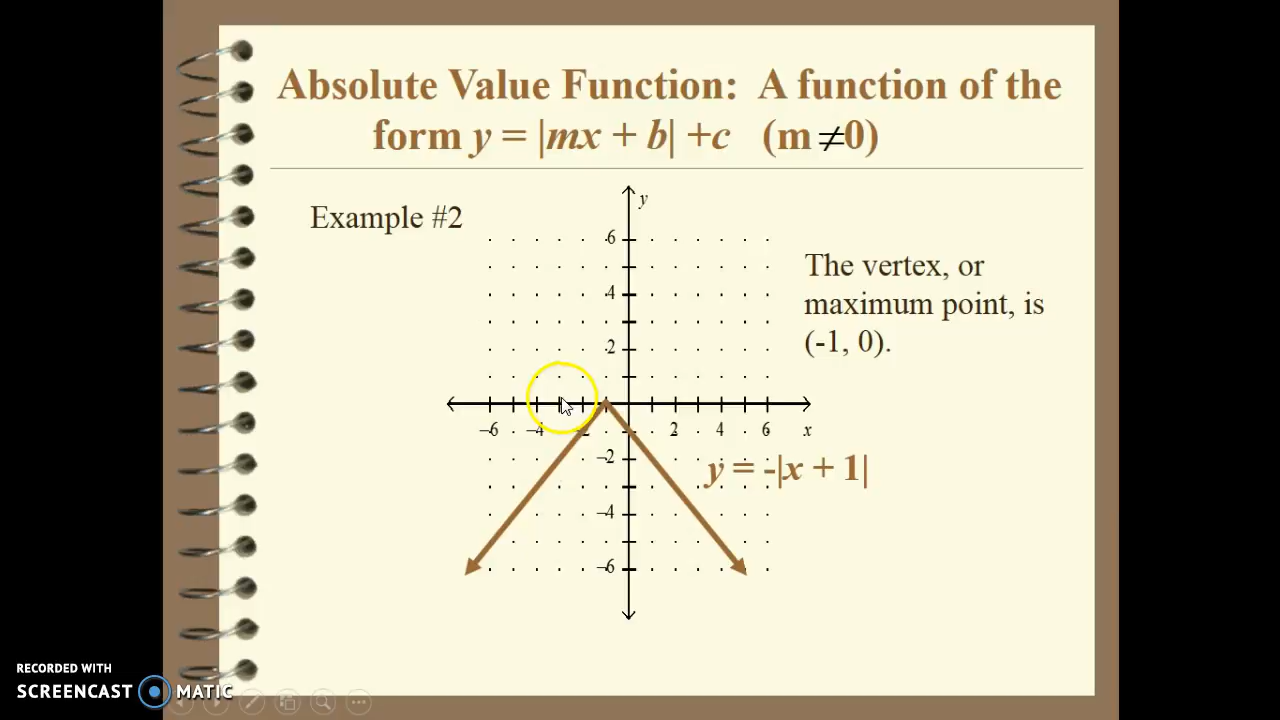 Absolute Value Function: A function of the
form y = |mx + b| +c (m ≠0)
Example #2
y
6
4
2
The vertex, or
maximum point, is
(-1, 0).
–6 –4 –2 2 4 6 x
–2
y = -|x + 1|
–4
–6
RECORDED WITH
SCREENCAST MATIC